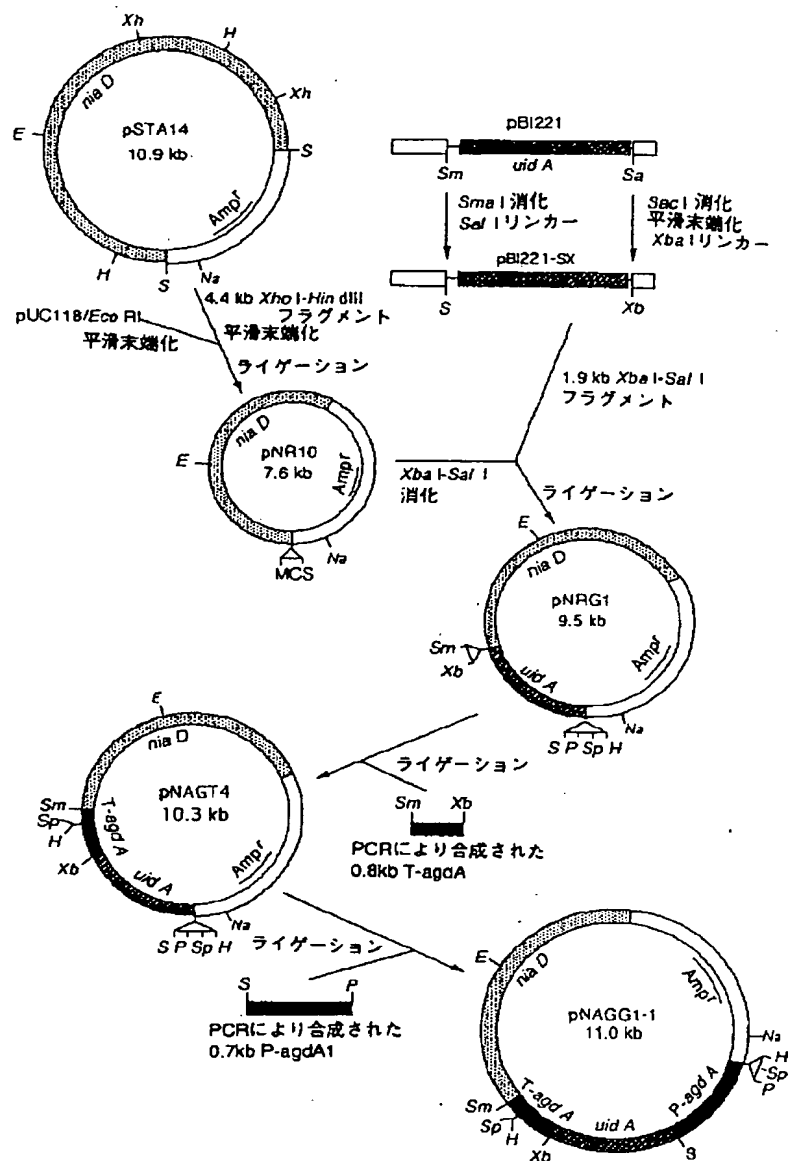 Xh
H
nia D
Xh
pSTA14
10.9 kb
E
S
Ampr
H
S
Na
pBI221
uid A
Sm
Sa
Sma I 消化
Sal I リンカー
Sac I 消化
平滑末端化
Xba I リンカー
pBI221-SX
S
Xb
pUC118/Eco RI
平滑末端化
4.4 kb Xho I-Hin dIII
フラグメント
平滑末端化
ライゲーション
1.9 kb Xba I-Sal I
フラグメント
nia D
E
pNR10
7.6 kb
Ampr
MCS
Na
Xba I-Sal I
消化
ライゲーション
E
nia D
pNRG1
9.5 kb
Sm
Xb
uid A
Ampr
Na
S P Sp H
ライゲーション
Sm
Xb
PCRにより合成された
0.8kb T-agdA
E
nia D
pNAGT4
10.3 kb
Sm
Sp
H
Xb
T-agd A
uid A
Ampr
Na
S P Sp H
ライゲーション
S
P
PCRにより合成された
0.7kb P-agdA1
E
nia D
Ampr
pNAGG1-1
11.0 kb
Na
H
Sp
P
P-agd A
T-agd A
uid A
Sm
Sp
H
Xb
S